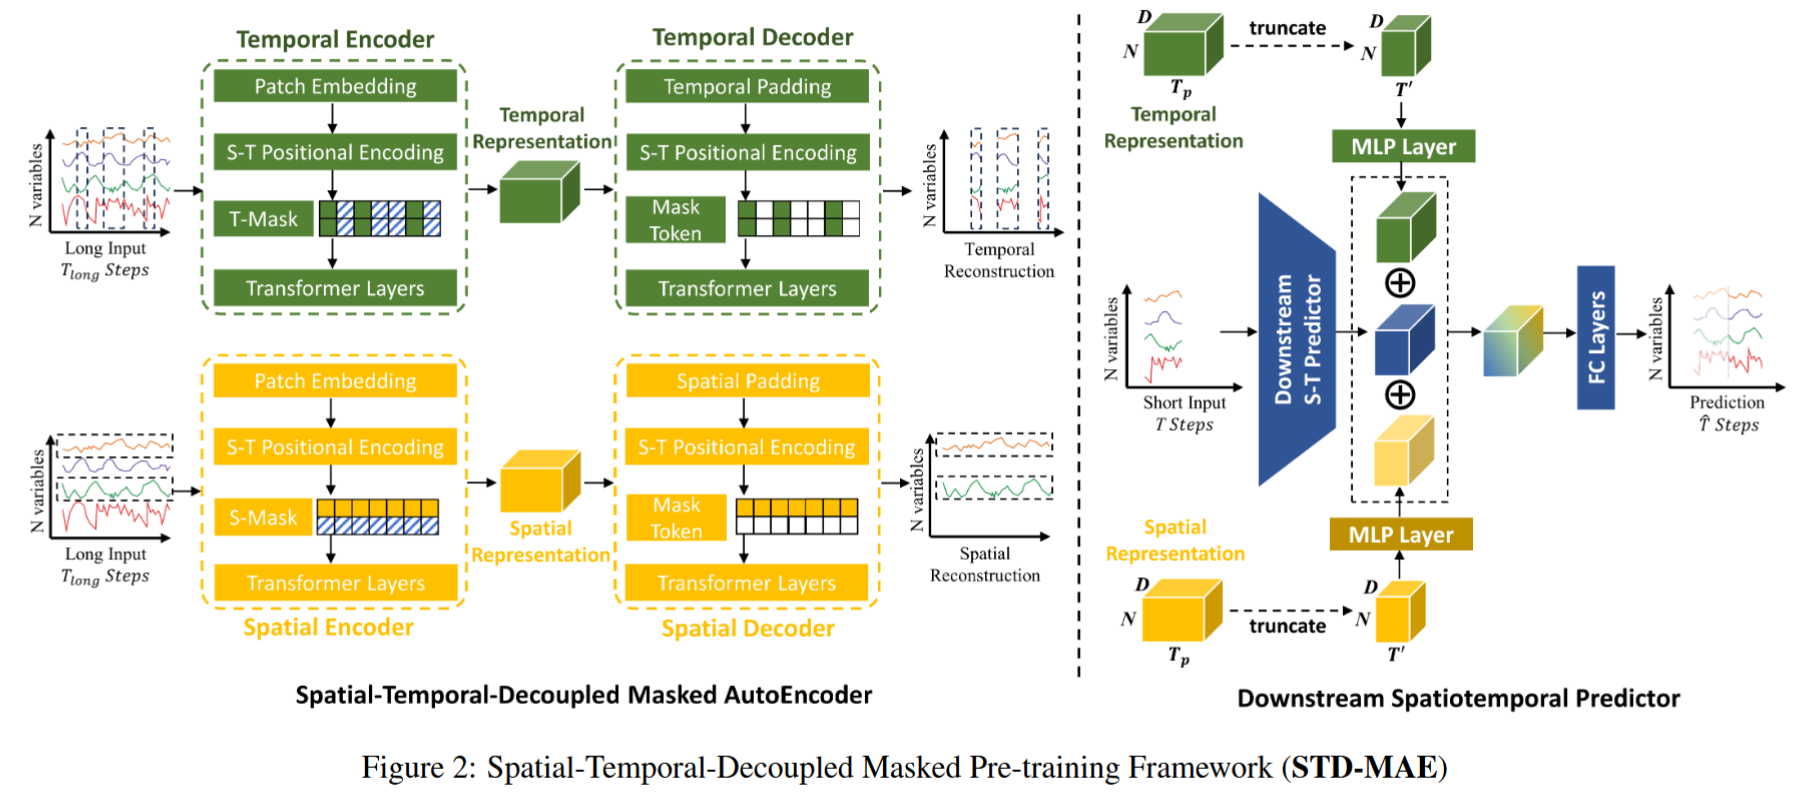 Temporal Encoder
Patch Embedding
S-T Positional Encoding
T-Mask
Transformer Layers
N variables
Long Input
T_long Steps
Temporal
Representation
Temporal Decoder
Temporal Padding
S-T Positional Encoding
Mask
Token
Transformer Layers
N variables
Temporal
Reconstruction
Patch Embedding
S-T Positional Encoding
S-Mask
Transformer Layers
Spatial Encoder
N variables
Long Input
T_long Steps
Spatial
Representation
Spatial Padding
S-T Positional Encoding
Mask
Token
Transformer Layers
Spatial Decoder
N variables
Spatial
Reconstruction
Spatial-Temporal-Decoupled Masked AutoEncoder
D
N
T_p
truncate
D
N
T′
Temporal
Representation
MLP Layer
N variables
Short Input
T Steps
Downstream
S-T Predictor
⊕
⊕
FC Layers
N variables
Prediction
T̂ Steps
MLP Layer
Spatial
Representation
D
N
T_p
truncate
D
N
T′
Downstream Spatiotemporal Predictor
Figure 2: Spatial-Temporal-Decoupled Masked Pre-training Framework (STD-MAE)